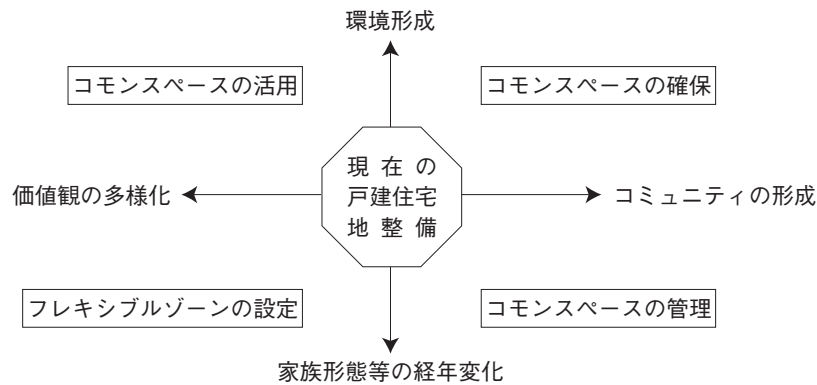 環境形成
コモンスペースの活用
コモンスペースの確保
現在の
戸建住宅
地整備
価値観の多様化
コミュニティの形成
フレキシブルゾーンの設定
コモンスペースの管理
家族形態等の経年変化